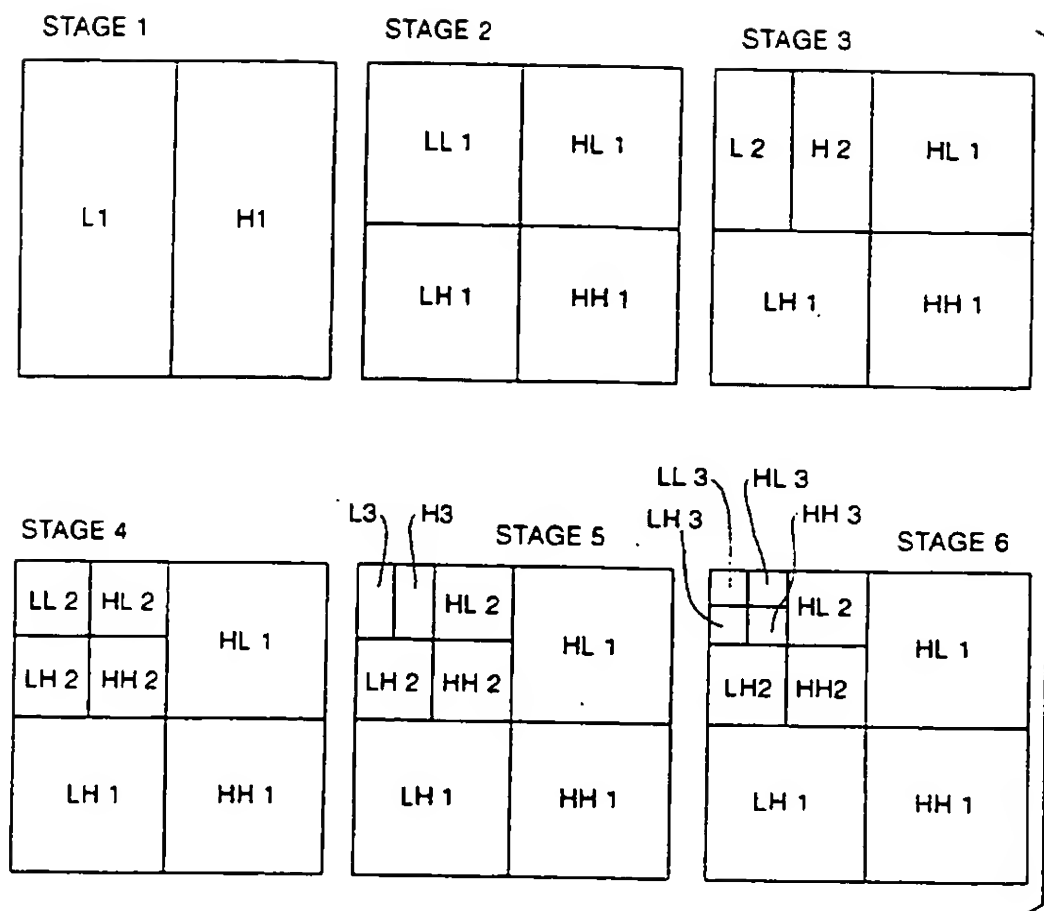 STAGE 1
L1 H1
STAGE 2
LL 1 HL 1
LH 1 HH 1
STAGE 3
L 2 H 2 HL 1
LH 1 HH 1
STAGE 4
LL 2 HL 2
HL 1
LH 2 HH 2
LH 1 HH 1
L3 H3
STAGE 5
HL 2
HL 1
LH 2 HH 2
LH 1 HH 1
LL 3 HL 3
LH 3 HH 3
STAGE 6
HL 2
HL 1
LH2 HH2
LH 1 HH 1